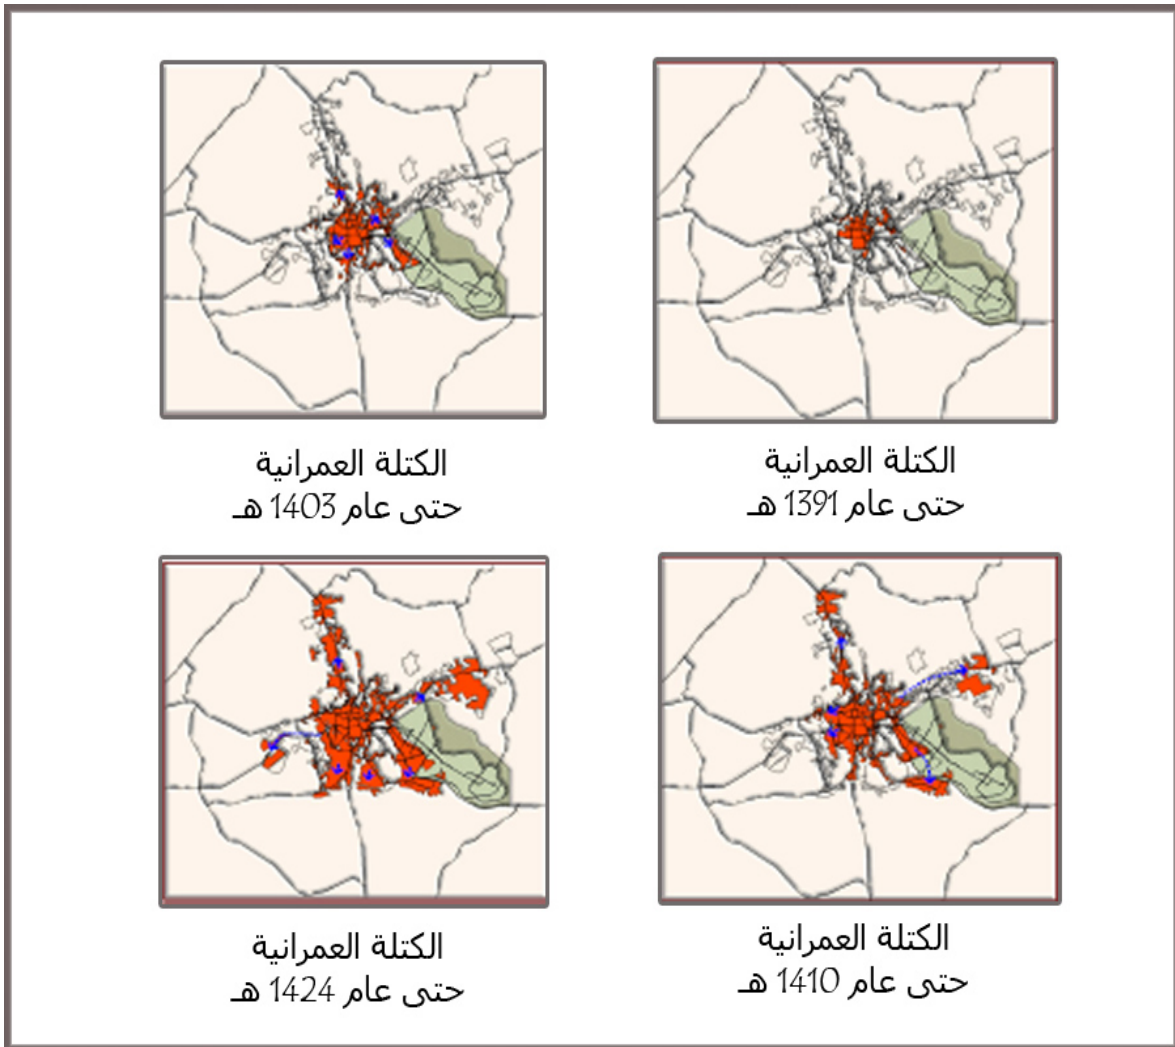 الكتلة العمرانية
حتى عام 1391 هـ
الكتلة العمرانية
حتى عام 1403 هـ
الكتلة العمرانية
حتى عام 1410 هـ
الكتلة العمرانية
حتى عام 1424 هـ